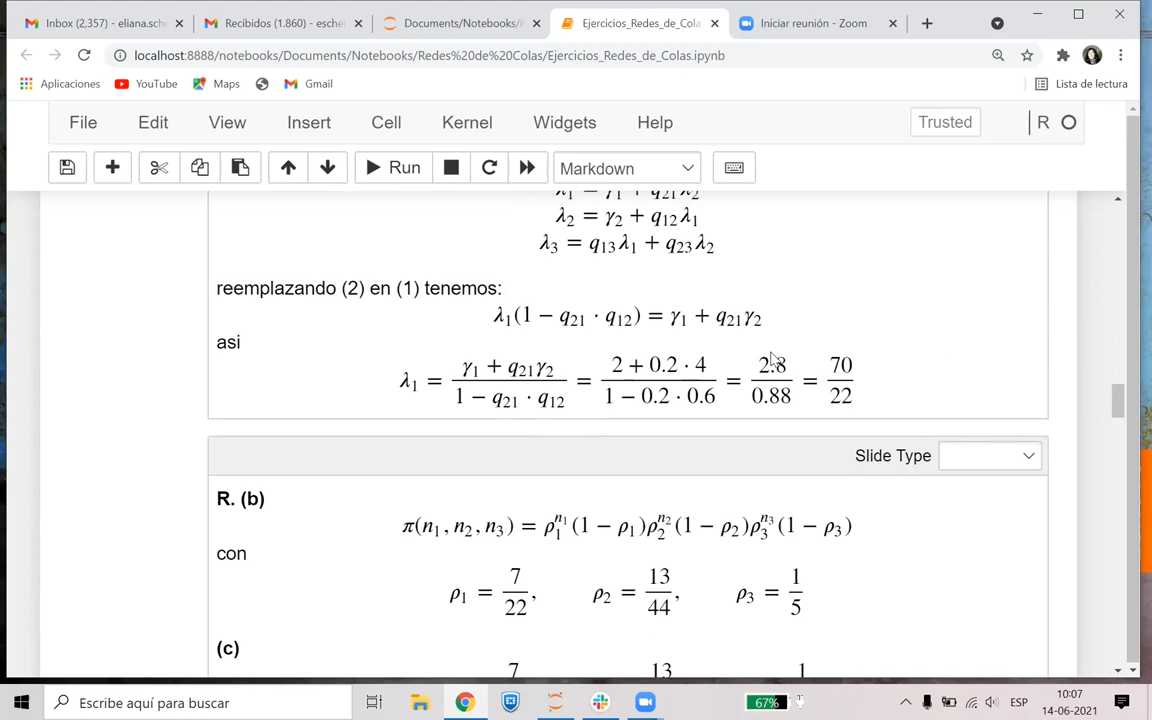 Inbox (2,357) - eliana.sch
Recibidos (1.860) - esche
Documents/Notebooks/
Ejercicios_Redes_de_Cola
Iniciar reunión - Zoom
localhost:8888/notebooks/Documents/Notebooks/Redes%20de%20Colas/Ejercicios_Redes_de_Colas.ipynb
Aplicaciones YouTube Maps Gmail Lista de lectura
File Edit View Insert Cell Kernel Widgets Help Trusted R
Run Markdown
λ₁ = γ₁ + q₂₁λ₂
λ₂ = γ₂ + q₁₂λ₁
λ₃ = q₁₃λ₁ + q₂₃λ₂
reemplazando (2) en (1) tenemos:
λ₁(1 − q₂₁ · q₁₂) = γ₁ + q₂₁γ₂
asi
λ₁ = (γ₁ + q₂₁γ₂)/(1 − q₂₁ · q₁₂) = (2 + 0.2 · 4)/(1 − 0.2 · 0.6) = 2.8/0.88 = 70/22
Slide Type
R. (b)
π(n₁, n₂, n₃) = ρ₁^n₁(1 − ρ₁)ρ₂^n₂(1 − ρ₂)ρ₃^n₃(1 − ρ₃)
con
ρ₁ = 7/22, ρ₂ = 13/44, ρ₃ = 1/5
(c)
7 13 1
Escribe aquí para buscar
67%
ESP
10:07
14-06-2021